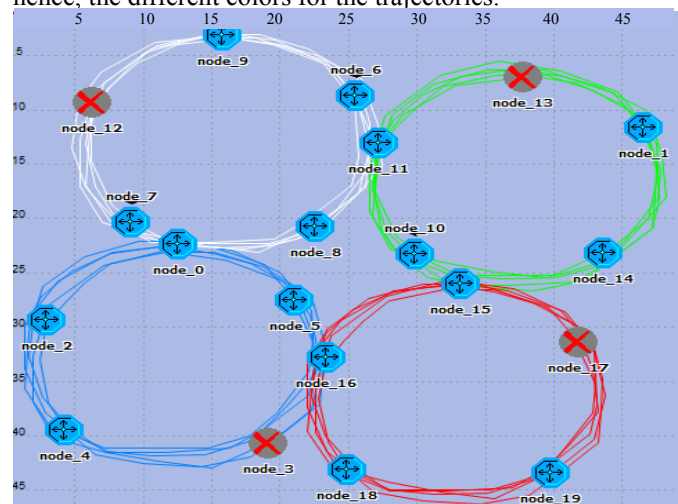 hence, the different colors for the trajectories.
5 10 15 20 25 30 35 40 45
5
node_9
node_6
10
node_13
node_12
node_1
node_11
15
node_7
20
node_10
node_8
node_0
node_14
25
node_5
node_15
30
node_2
node_17
35
node_16
40
node_4
node_3
45
node_18
node_19